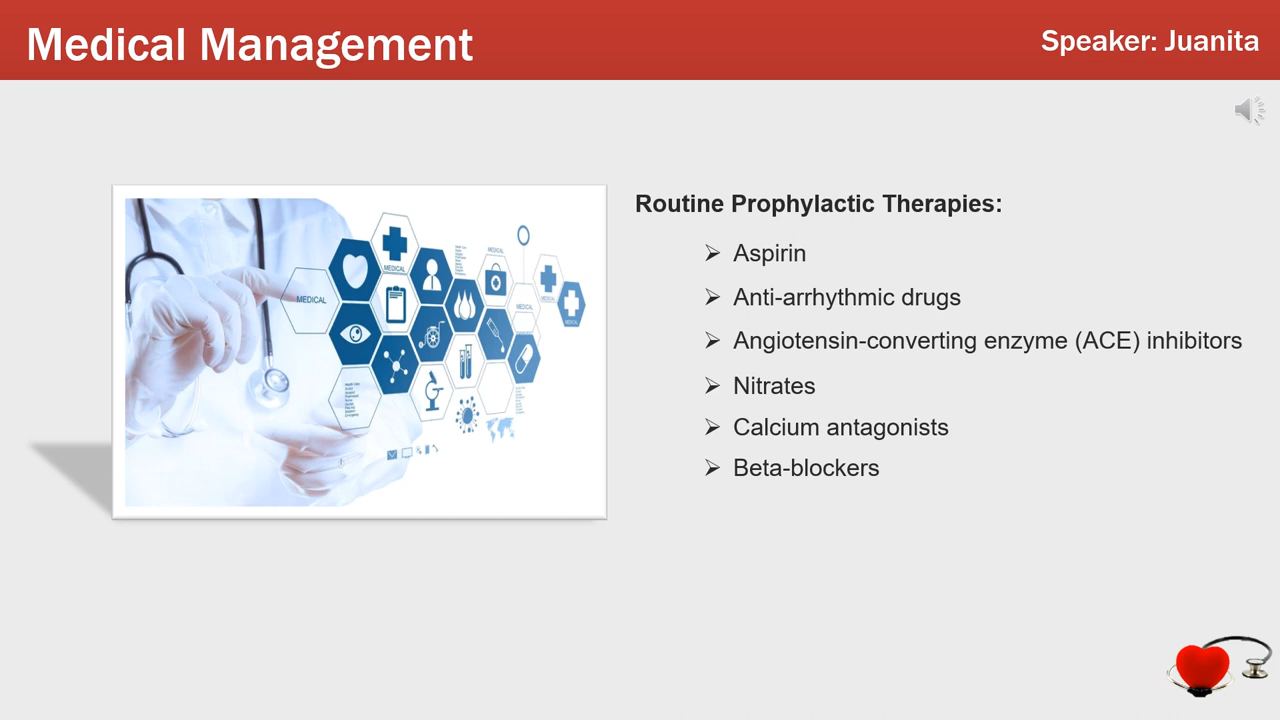 Medical Management
Speaker: Juanita
Routine Prophylactic Therapies:
Aspirin
Anti-arrhythmic drugs
Angiotensin-converting enzyme (ACE) inhibitors
Nitrates
Calcium antagonists
Beta-blockers
MEDICAL
MEDICAL
MEDICAL
MEDICAL